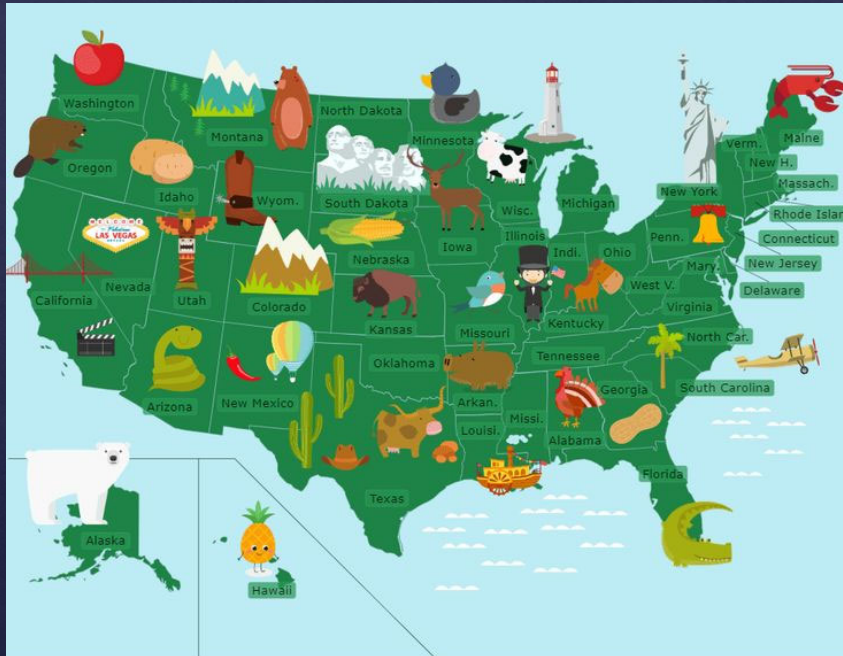 Washington
Montana
North Dakota
Minnesota
Maine
Verm.
New H.
Oregon
Idaho
Wyom.
South Dakota
Wisc.
Michigan
New York
Massach.
Rhode Islan
WELCOME
TO Fabulous
LAS VEGAS
Nebraska
Iowa
Illinois
Indi.
Ohio
Penn.
Connecticut
New Jersey
Mary.
Delaware
California
Nevada
Utah
Colorado
Kansas
Missouri
Kentucky
West V.
Virginia
Oklahoma
Tennessee
North Car.
Arizona
New Mexico
Arkan.
Georgia
South Carolina
Louisi.
Missi.
Alabama
Texas
Florida
Alaska
Hawaii